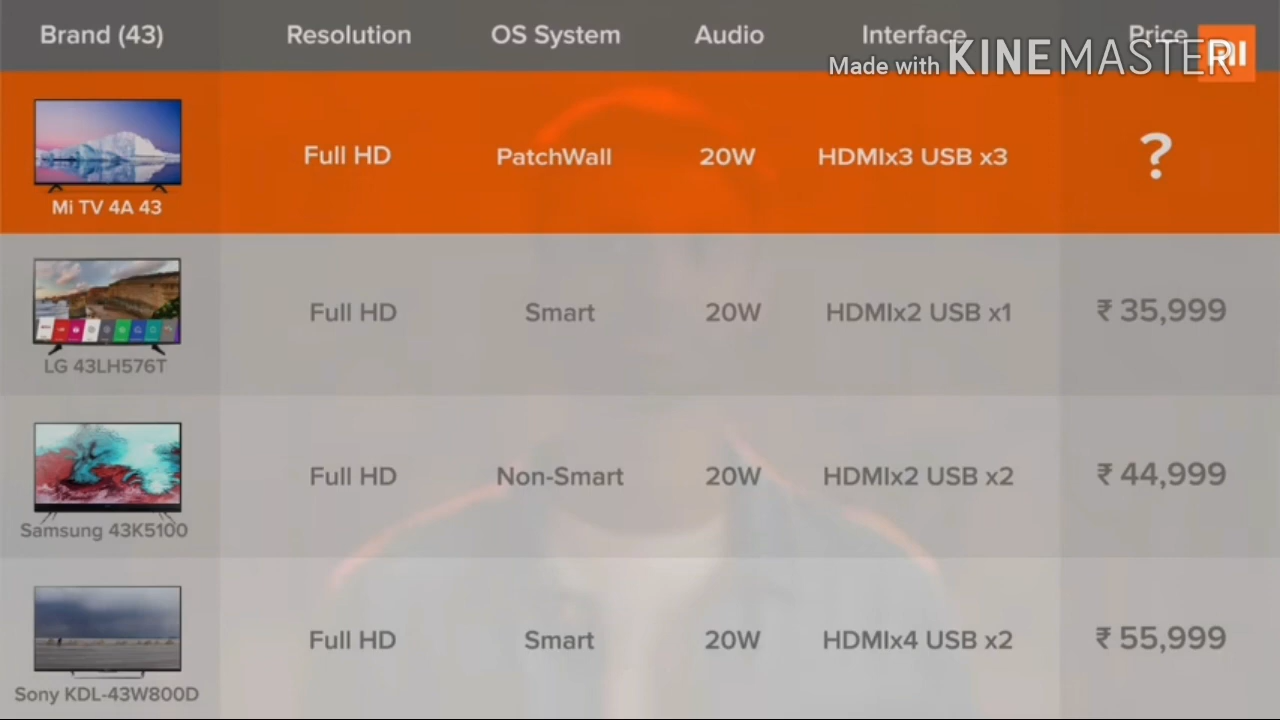 Brand (43) Resolution OS System Audio Interface Price
Made with KINEMASTER
Full HD PatchWall 20W HDMIx3 USB x3 ?
Mi TV 4A 43
Full HD Smart 20W HDMIx2 USB x1 ₹ 35,999
LG 43LH576T
Full HD Non-Smart 20W HDMIx2 USB x2 ₹ 44,999
Samsung 43K5100
Full HD Smart 20W HDMIx4 USB x2 ₹ 55,999
Sony KDL-43W800D